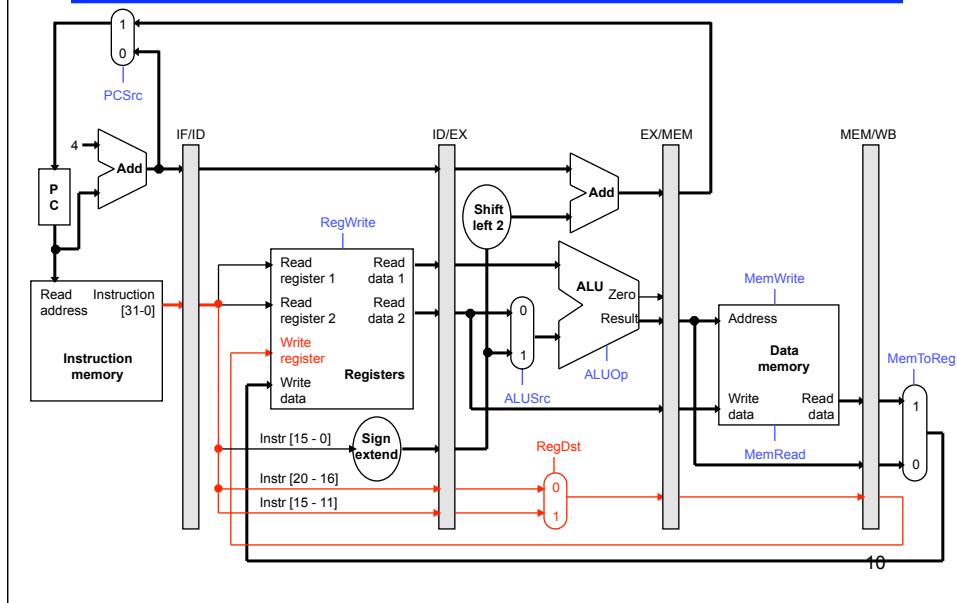 1
0
PCSrc
IF/ID
ID/EX
EX/MEM
MEM/WB
4
Add
P
C
Add
Shift
left 2
RegWrite
Read
register 1
Read
data 1
Read
register 2
Read
data 2
Write
register
Write
data
Registers
Read
address
Instruction
[31-0]
Instruction
memory
ALU
Zero
Result
ALUOp
0
1
ALUSrc
MemWrite
Address
Data
memory
Write
data
Read
data
MemRead
MemToReg
1
0
Instr [15 - 0]
Sign
extend
RegDst
Instr [20 - 16]
0
Instr [15 - 11]
1
10